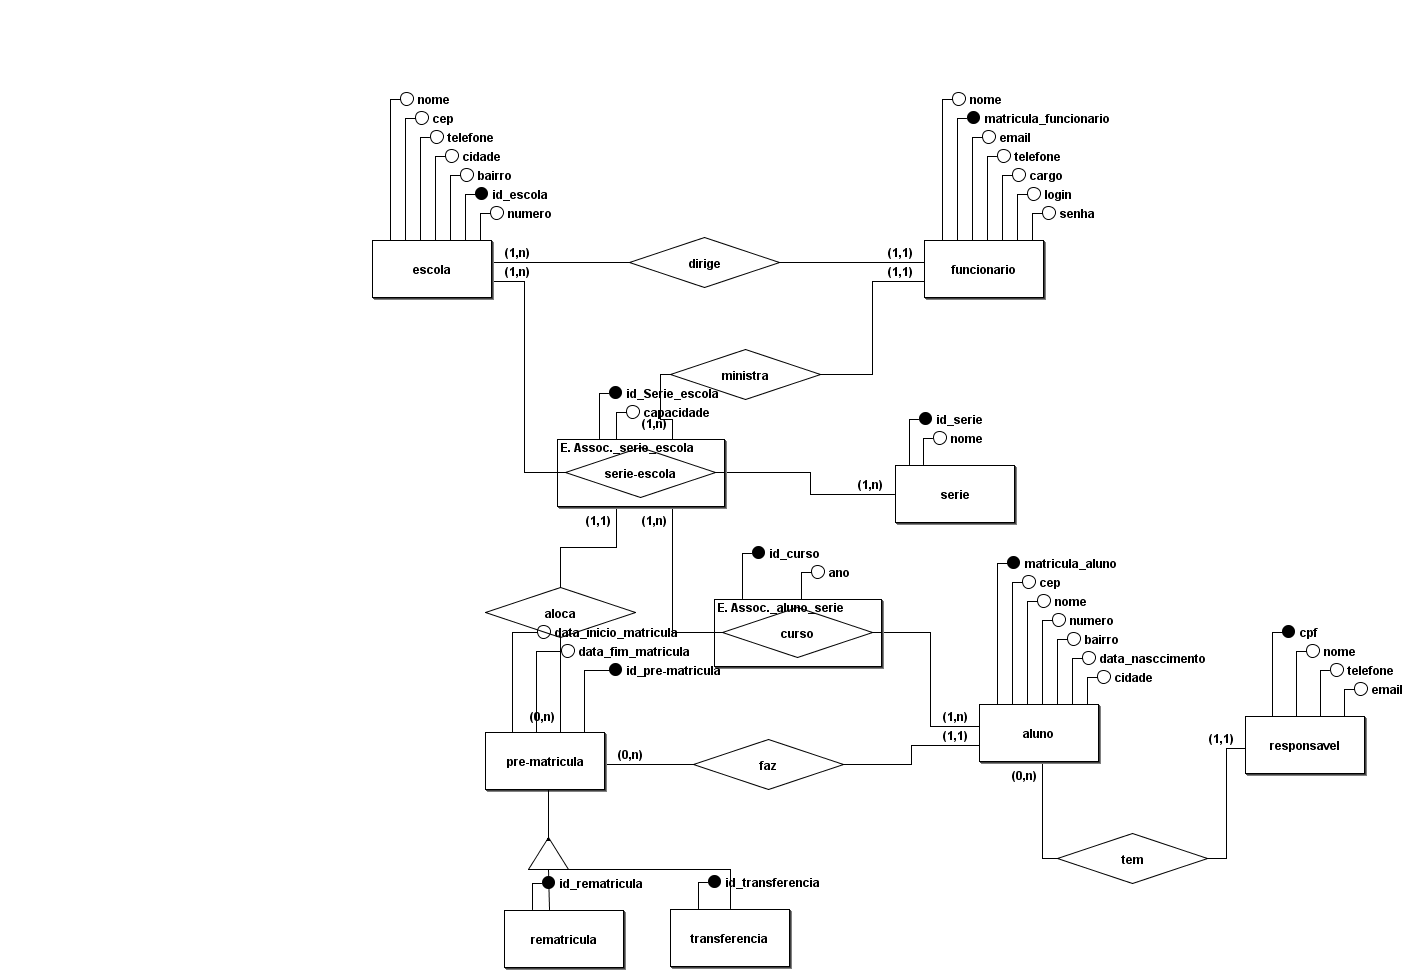 nome
cep
telefone
cidade
bairro
id_escola
numero
escola
nome
matricula_funcionario
email
telefone
cargo
login
senha
funcionario
(1,n)
dirige
(1,1)
(1,n)
(1,1)
ministra
id_Serie_escola
capacidade
(1,n)
E. Assoc._serie_escola
serie-escola
id_serie
nome
(1,n)
serie
(1,1)
(1,n)
id_curso
ano
E. Assoc._aluno_serie
curso
aloca
data_inicio_matricula
data_fim_matricula
id_pre-matricula
(0,n)
pre-matricula
matricula_aluno
cep
nome
numero
bairro
data_nasccimento
cidade
(1,n)
(1,1)
aluno
(0,n)
cpf
nome
telefone
email
(1,1)
responsavel
(0,n)
faz
tem
id_rematricula
id_transferencia
rematricula
transferencia